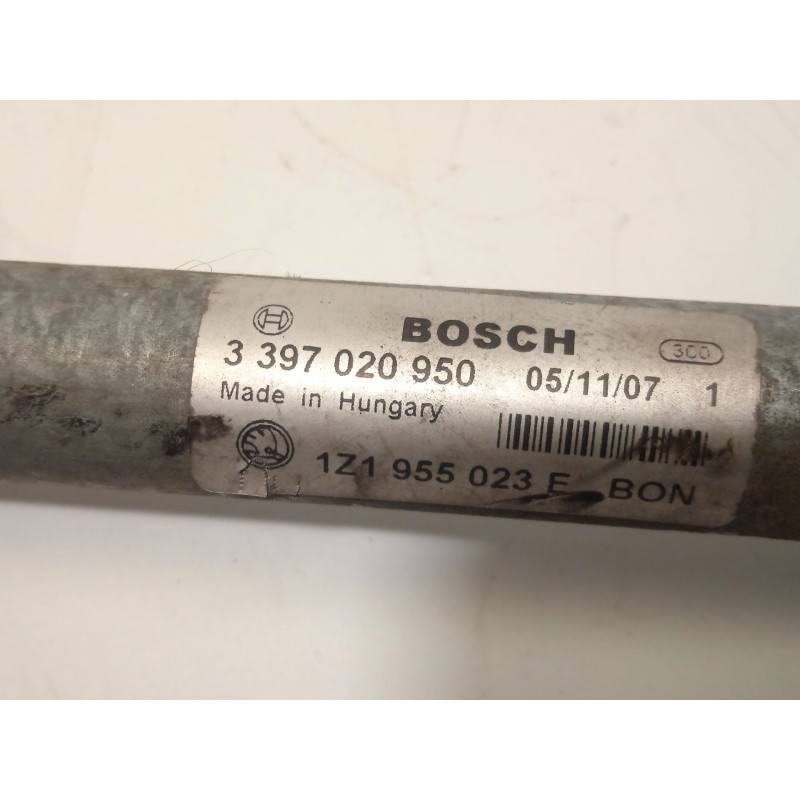 BOSCH
300
3 397 020 950 05/11/07 1
Made in Hungary
1Z1 955 023 E BON